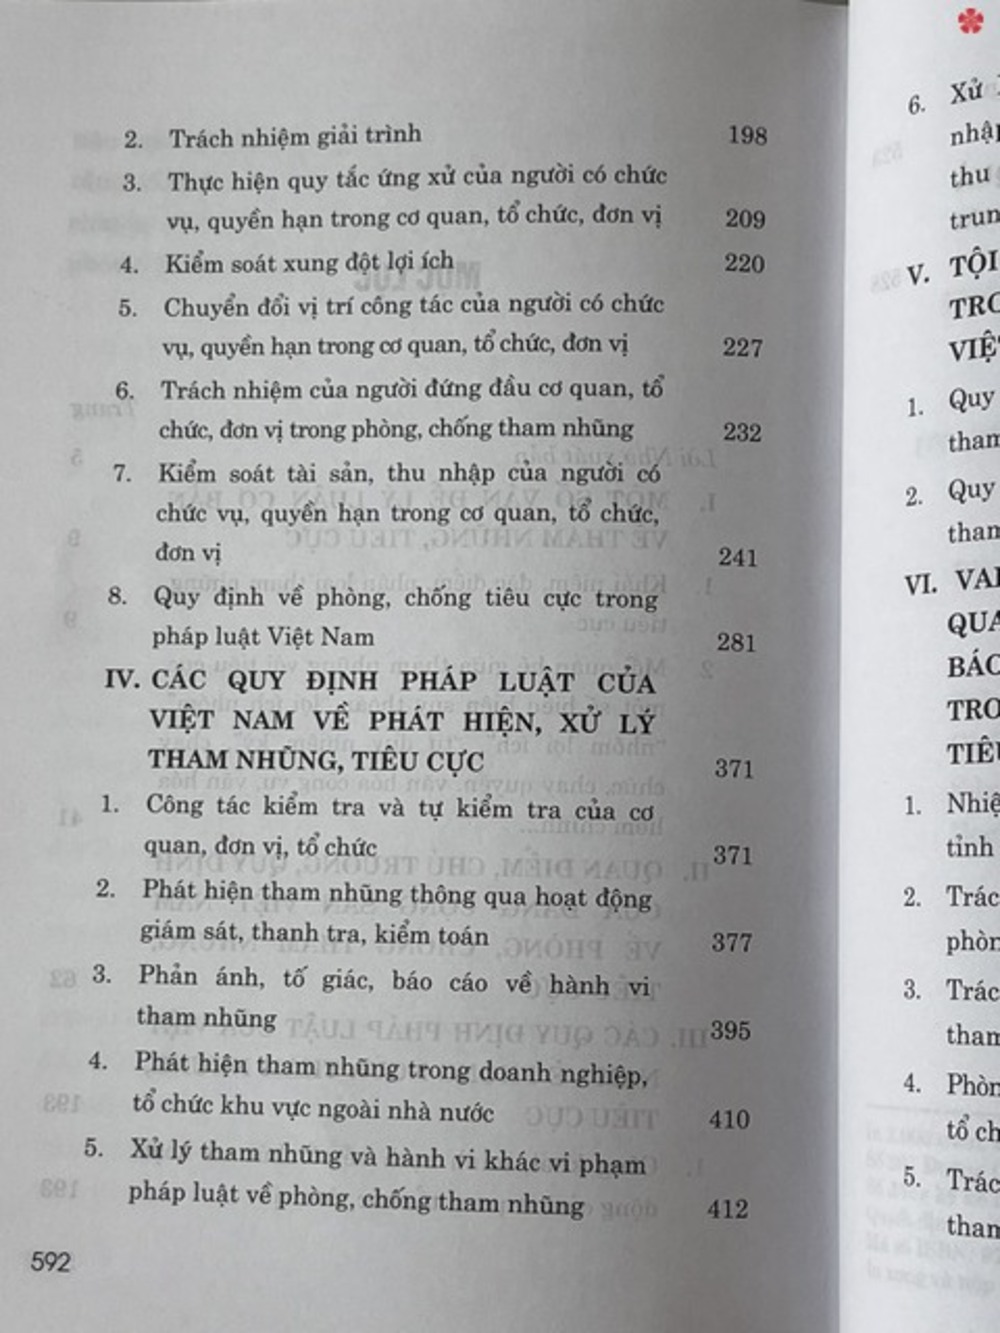 2. Trách nhiệm giải trình 198
3. Thực hiện quy tắc ứng xử của người có chức
vụ, quyền hạn trong cơ quan, tổ chức, đơn vị 209
4. Kiểm soát xung đột lợi ích 220
5. Chuyển đổi vị trí công tác của người có chức
vụ, quyền hạn trong cơ quan, tổ chức, đơn vị 227
6. Trách nhiệm của người đứng đầu cơ quan, tổ
chức, đơn vị trong phòng, chống tham nhũng 232
7. Kiểm soát tài sản, thu nhập của người có
chức vụ, quyền hạn trong cơ quan, tổ chức,
đơn vị 241
8. Quy định về phòng, chống tiêu cực trong
pháp luật Việt Nam 281
IV. CÁC QUY ĐỊNH PHÁP LUẬT CỦA
VIỆT NAM VỀ PHÁT HIỆN, XỬ LÝ
THAM NHŨNG, TIÊU CỰC 371
1. Công tác kiểm tra và tự kiểm tra của cơ
quan, đơn vị, tổ chức 371
2. Phát hiện tham nhũng thông qua hoạt động
giám sát, thanh tra, kiểm toán 377
3. Phản ánh, tố giác, báo cáo về hành vi
tham nhũng 395
4. Phát hiện tham nhũng trong doanh nghiệp,
tổ chức khu vực ngoài nhà nước 410
5. Xử lý tham nhũng và hành vi khác vi phạm
pháp luật về phòng, chống tham nhũng 412
592
6. Xử
thu
V. TỘI
1. Quy
2. Quy
VI.
1.
tỉnh
2.
3.
4.
tổ
5.